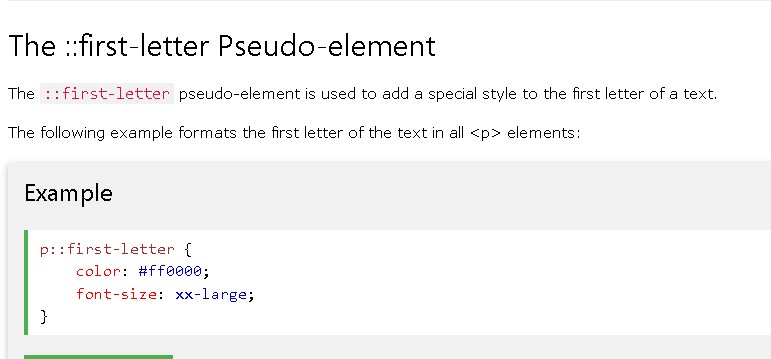 The ::first-letter Pseudo-element
The ::first-letter pseudo-element is used to add a special style to the first letter of a text.
The following example formats the first letter of the text in all <p> elements:
Example
p::first-letter {
    color: #ff0000;
    font-size: xx-large;
}